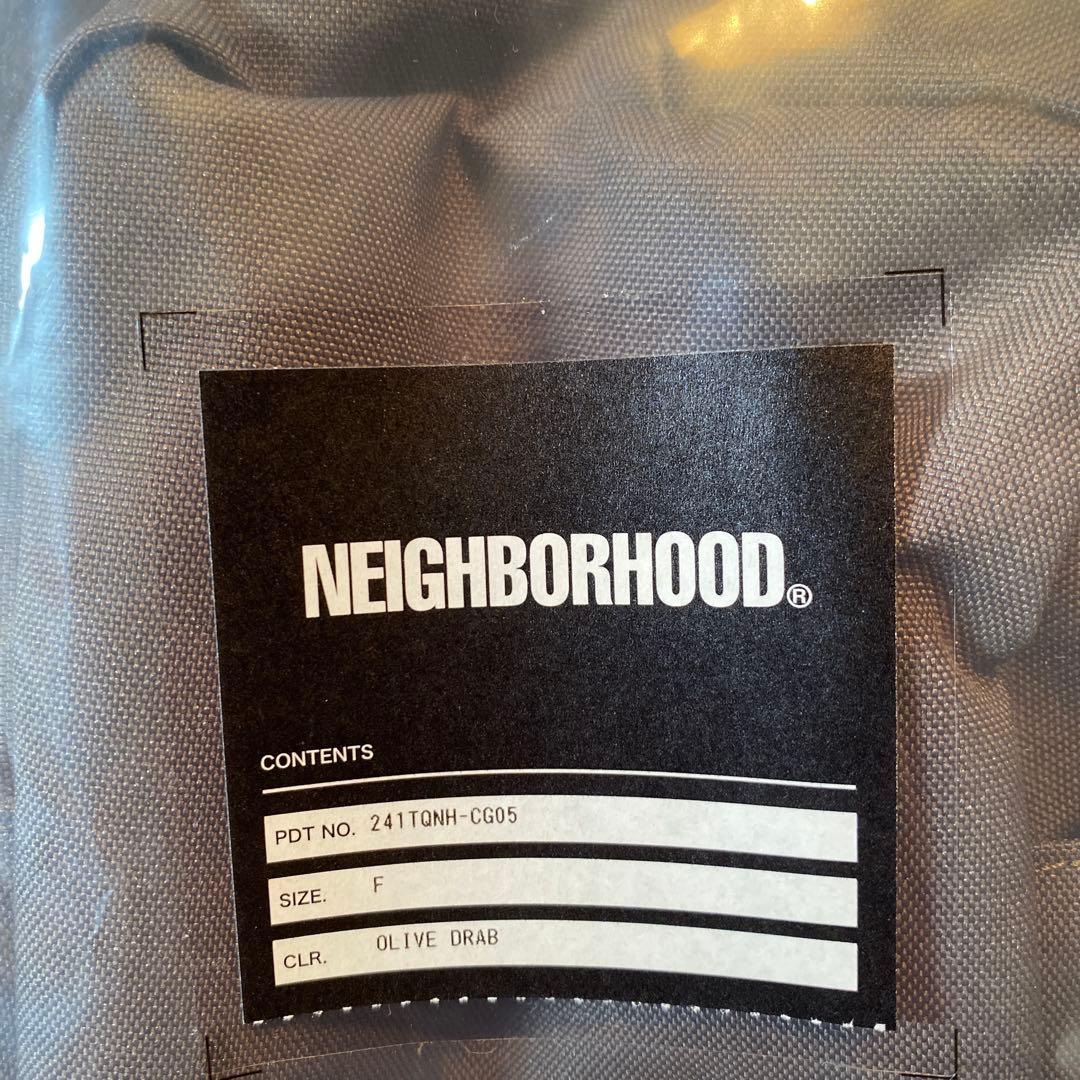 NEIGHBORHOOD®
CONTENTS
PDT NO. 241TQNH-CG05
SIZE. F
CLR. OLIVE DRAB